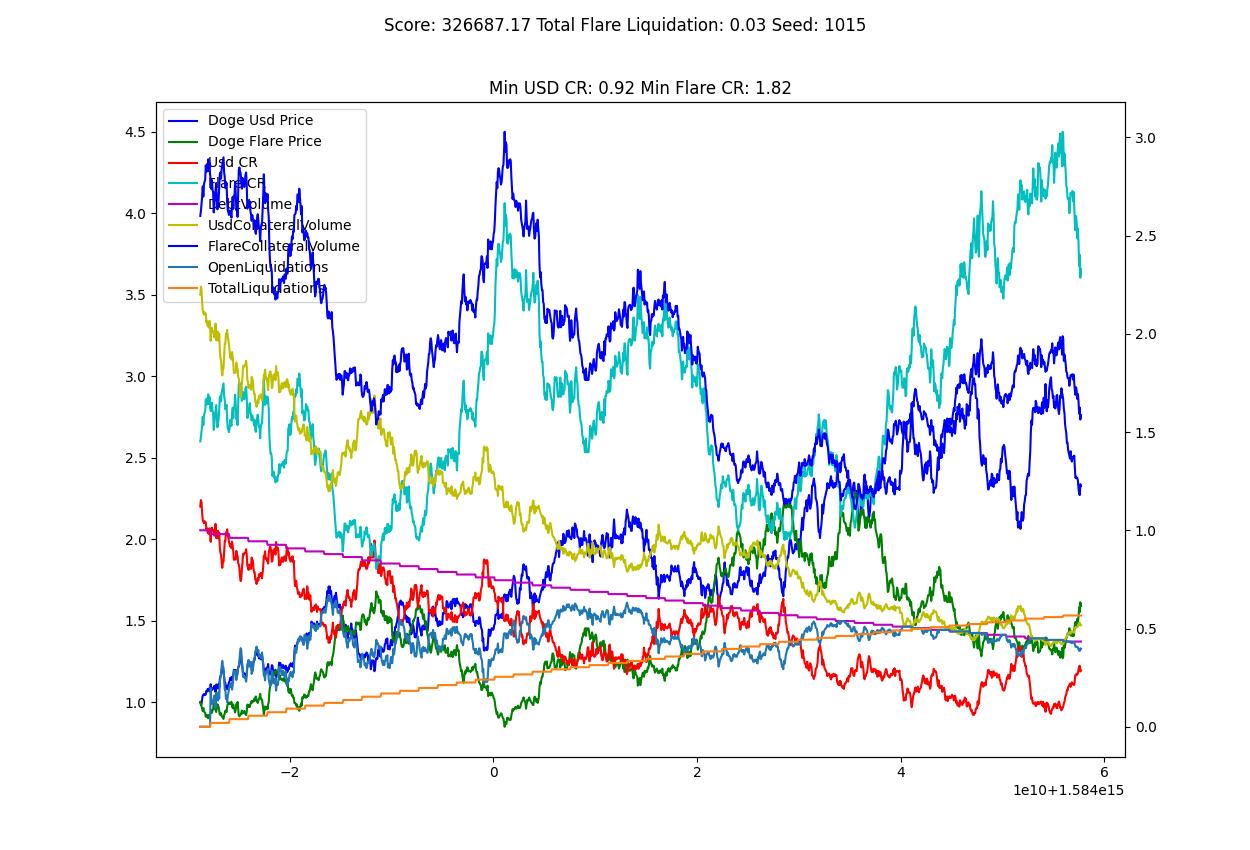 Score: 326687.17 Total Flare Liquidation: 0.03 Seed: 1015
Min USD CR: 0.92 Min Flare CR: 1.82
Doge Usd Price
Doge Flare Price
Usd CR
Flare CR
DebtVolume
UsdCollateralVolume
FlareCollateralVolume
OpenLiquidations
TotalLiquidations
4.5
4.0
3.5
3.0
2.5
2.0
1.5
1.0
3.0
2.5
2.0
1.5
1.0
0.5
0.0
−2
0
2
4
6
1e10+1.584e15